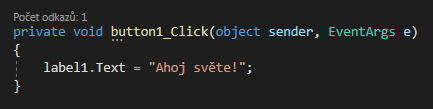 Počet odkazů: 1
private void button1_Click(object sender, EventArgs e)
{
label1.Text = "Ahoj světe!";
}